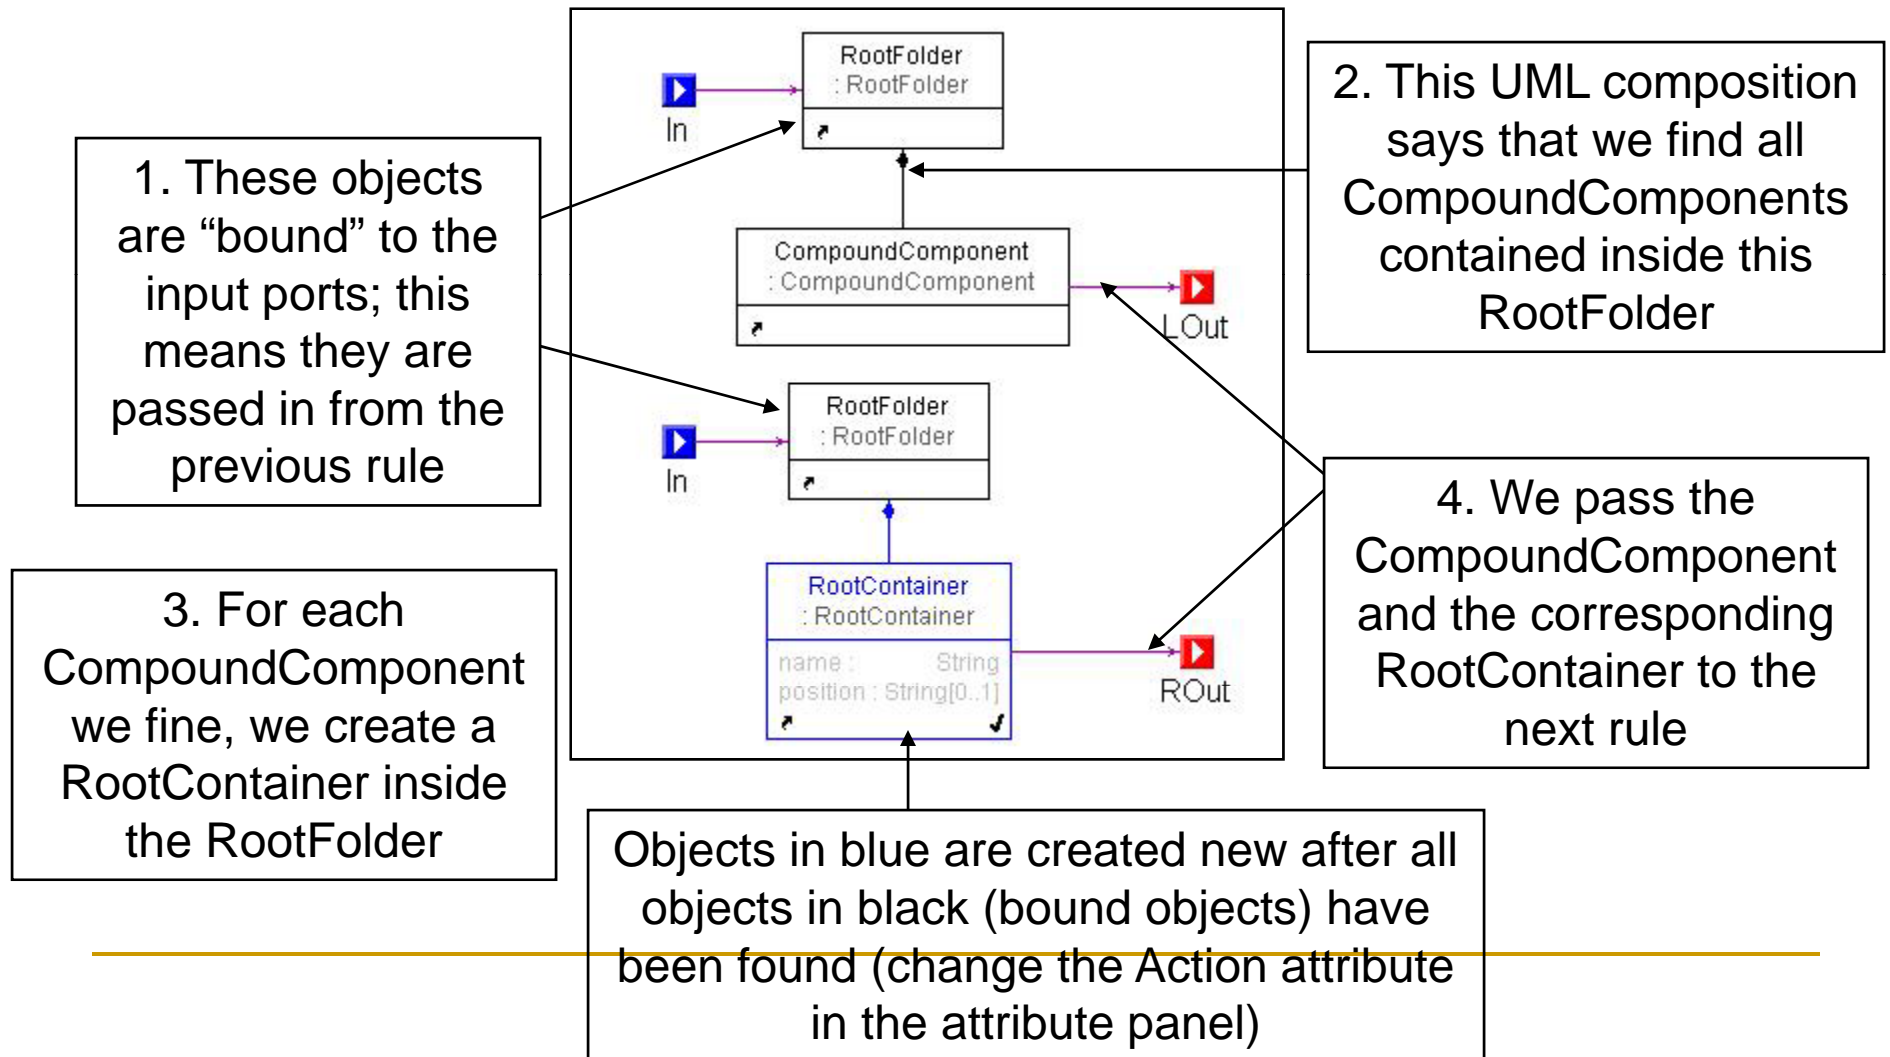 RootFolder
: RootFolder
In
CompoundComponent
: CompoundComponent
LOut
RootFolder
: RootFolder
In
RootContainer
: RootContainer
name : String
position : String[0..1]
ROut
1. These objects
are “bound” to the
input ports; this
means they are
passed in from the
previous rule
2. This UML composition
says that we find all
CompoundComponents
contained inside this
RootFolder
3. For each
CompoundComponent
we fine, we create a
RootContainer inside
the RootFolder
4. We pass the
CompoundComponent
and the corresponding
RootContainer to the
next rule
Objects in blue are created new after all
objects in black (bound objects) have
been found (change the Action attribute
in the attribute panel)